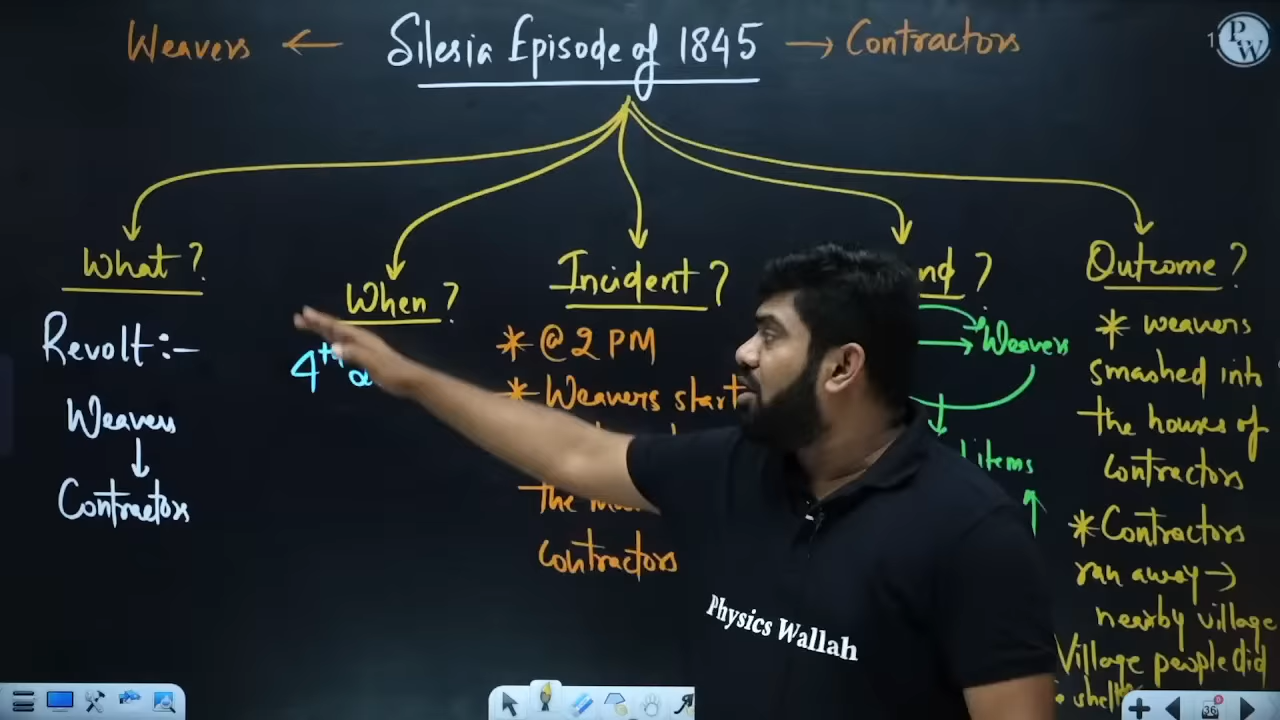 Weavers ← Silesia Episode of 1845 → Contractors
PW
What?
Revolt:-
Weavers
↓
Contractors
When?
4th
Incident?
* @ 2 PM
* Weavers start
the
contractors
?
Weavers
items
Outcome?
* weavers
smashed into
the houses of
contractors
* Contractors
ran away →
nearby village
Village people did
Physics Wallah
36